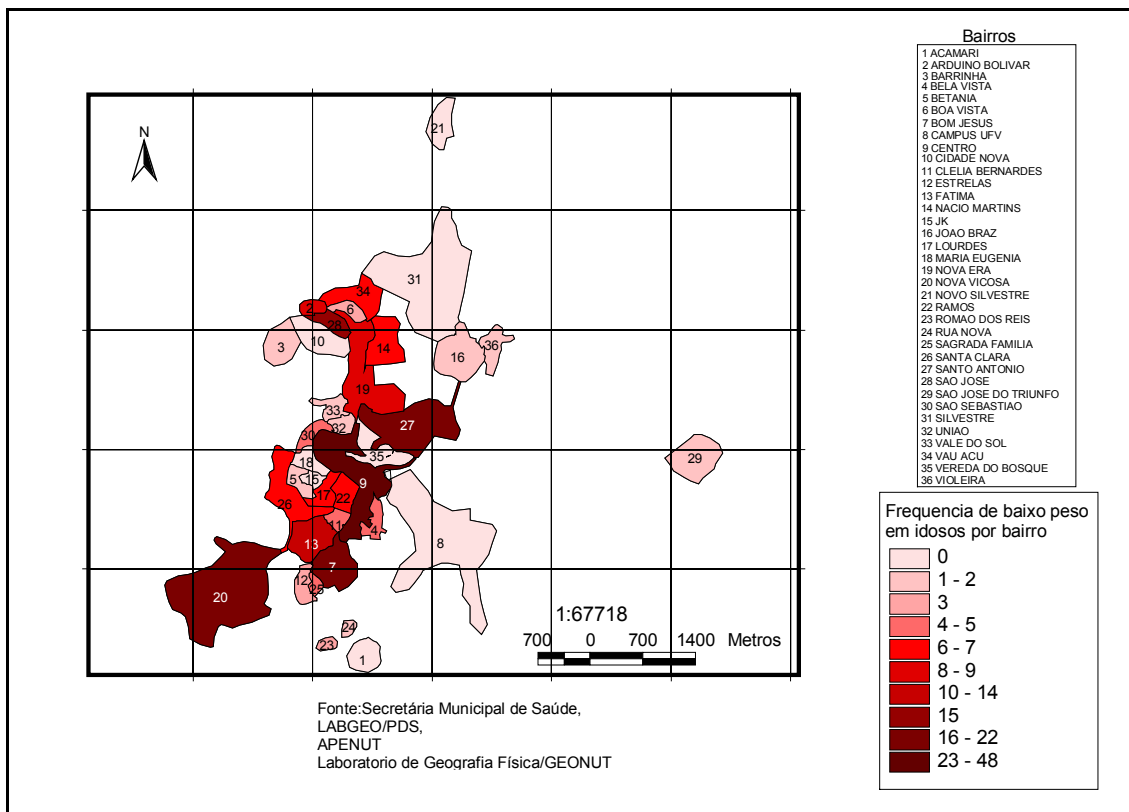 Bairros
1 ACAMARI
2 ARDUINO BOLIVAR
3 BARRINHA
4 BELA VISTA
5 BETANIA
6 BOA VISTA
7 BOM JESUS
8 CAMPUS UFV
9 CENTRO
10 CIDADE NOVA
11 CLELIA BERNARDES
12 ESTRELAS
13 FATIMA
14 NACIO MARTINS
15 JK
16 JOAO BRAZ
17 LOURDES
18 MARIA EUGENIA
19 NOVA ERA
20 NOVA VICOSA
21 NOVO SILVESTRE
22 RAMOS
23 ROMAO DOS REIS
24 RUA NOVA
25 SAGRADA FAMILIA
26 SANTA CLARA
27 SANTO ANTONIO
28 SAO JOSE
29 SAO JOSE DO TRIUNFO
30 SAO SEBASTIAO
31 SILVESTRE
32 UNIAO
33 VALE DO SOL
34 VAU ACU
35 VEREDA DO BOSQUE
36 VIOLEIRA
N
21
31
34
2
6
28
10
3
14
16
36
19
33
32
27
30
35
29
18
5
15
9
17
22
26
11
4
13
8
7
12
25
20
24
23
1
1:67718
700 0 700 1400 Metros
Frequencia de baixo peso
em idosos por bairro
0
1 - 2
3
4 - 5
6 - 7
8 - 9
10 - 14
15
16 - 22
23 - 48
Fonte:Secretária Municipal de Saúde,
LABGEO/PDS,
APENUT
Laboratorio de Geografia Física/GEONUT